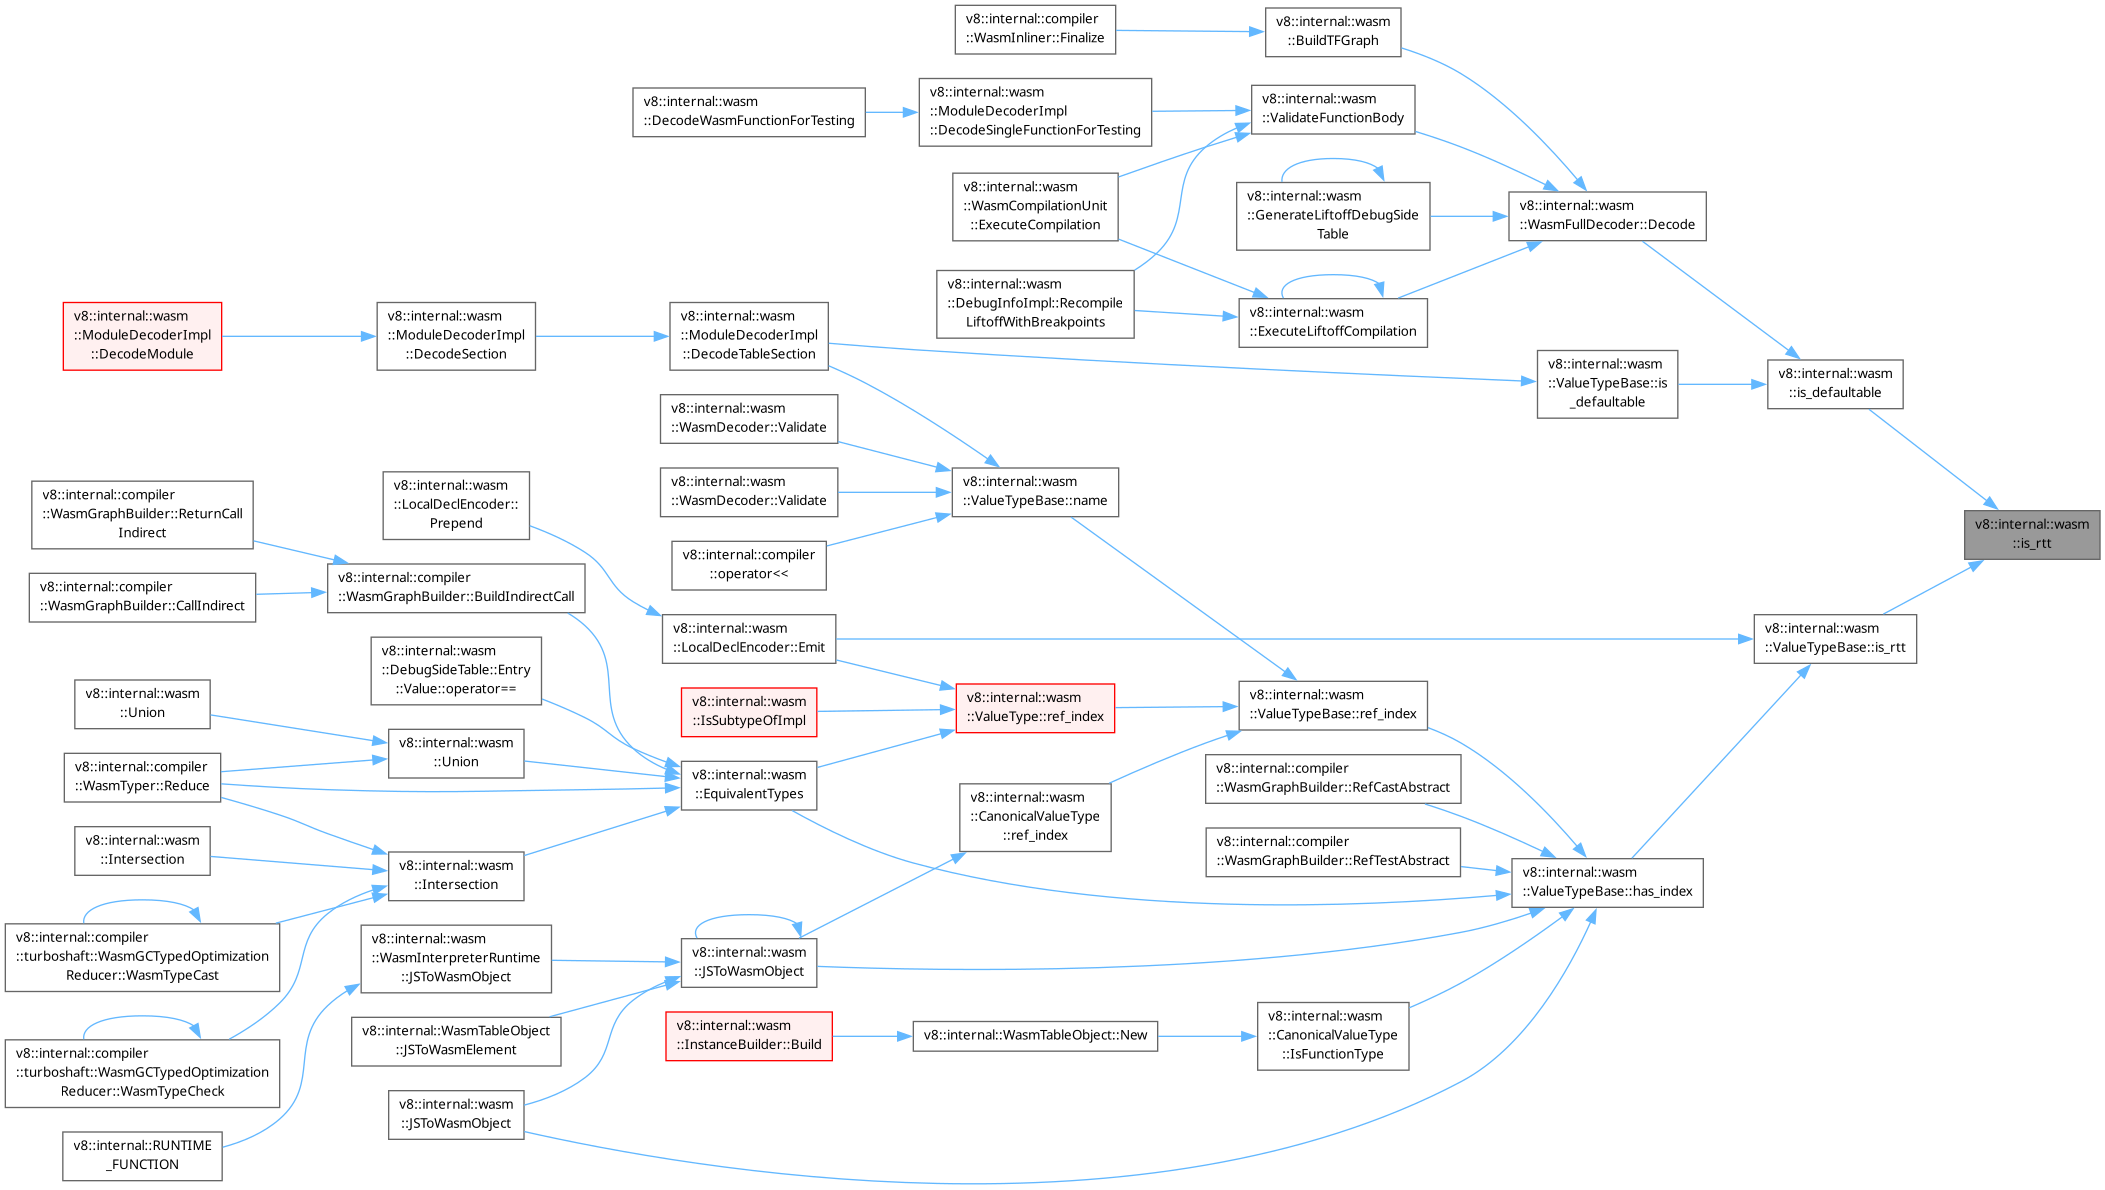 v8::internal::compiler
::WasmInliner::Finalize
v8::internal::wasm
::BuildTFGraph
v8::internal::wasm
::DecodeWasmFunctionForTesting
v8::internal::wasm
::ModuleDecoderImpl
::DecodeSingleFunctionForTesting
v8::internal::wasm
::ValidateFunctionBody
v8::internal::wasm
::WasmCompilationUnit
::ExecuteCompilation
v8::internal::wasm
::GenerateLiftoffDebugSide
Table
v8::internal::wasm
::WasmFullDecoder::Decode
v8::internal::wasm
::DebugInfoImpl::Recompile
LiftoffWithBreakpoints
v8::internal::wasm
::ExecuteLiftoffCompilation
v8::internal::wasm
::ModuleDecoderImpl
::DecodeModule
v8::internal::wasm
::ModuleDecoderImpl
::DecodeSection
v8::internal::wasm
::ModuleDecoderImpl
::DecodeTableSection
v8::internal::wasm
::ValueTypeBase::is
_defaultable
v8::internal::wasm
::is_defaultable
v8::internal::wasm
::WasmDecoder::Validate
v8::internal::wasm
::WasmDecoder::Validate
v8::internal::wasm
::ValueTypeBase::name
v8::internal::compiler
::WasmGraphBuilder::ReturnCall
Indirect
v8::internal::wasm
::LocalDeclEncoder::
Prepend
v8::internal::compiler
::operator<<
v8::internal::wasm
::is_rtt
v8::internal::compiler
::WasmGraphBuilder::CallIndirect
v8::internal::compiler
::WasmGraphBuilder::BuildIndirectCall
v8::internal::wasm
::LocalDeclEncoder::Emit
v8::internal::wasm
::ValueTypeBase::is_rtt
v8::internal::wasm
::DebugSideTable::Entry
::Value::operator==
v8::internal::wasm
::Union
v8::internal::wasm
::IsSubtypeOfImpl
v8::internal::wasm
::ValueType::ref_index
v8::internal::wasm
::ValueTypeBase::ref_index
v8::internal::compiler
::WasmTyper::Reduce
v8::internal::wasm
::Union
v8::internal::wasm
::EquivalentTypes
v8::internal::wasm
::CanonicalValueType
::ref_index
v8::internal::compiler
::WasmGraphBuilder::RefCastAbstract
v8::internal::compiler
::WasmGraphBuilder::RefTestAbstract
v8::internal::wasm
::Intersection
v8::internal::wasm
::Intersection
v8::internal::wasm
::ValueTypeBase::has_index
v8::internal::compiler
::turboshaft::WasmGCTypedOptimization
Reducer::WasmTypeCast
v8::internal::wasm
::WasmInterpreterRuntime
::JSToWasmObject
v8::internal::wasm
::JSToWasmObject
v8::internal::compiler
::turboshaft::WasmGCTypedOptimization
Reducer::WasmTypeCheck
v8::internal::WasmTableObject
::JSToWasmElement
v8::internal::wasm
::InstanceBuilder::Build
v8::internal::WasmTableObject::New
v8::internal::wasm
::CanonicalValueType
::IsFunctionType
v8::internal::wasm
::JSToWasmObject
v8::internal::RUNTIME
_FUNCTION